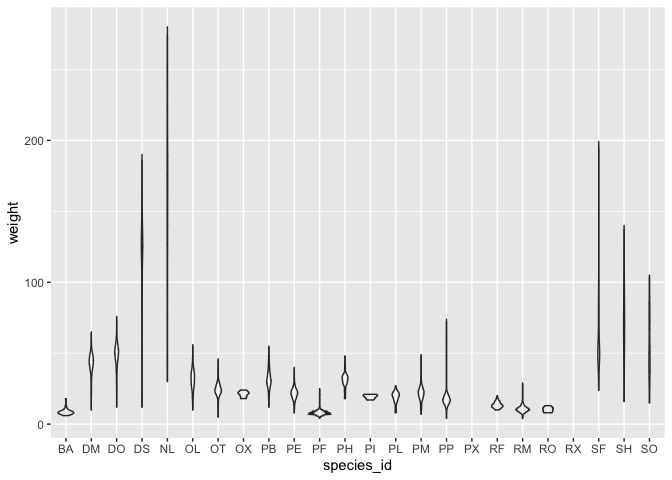 200
100
0
weight
BA DM DO DS NL OL OT OX PB PE PF PH PI PL PM PP PX RF RM RO RX SF SH SO
species_id